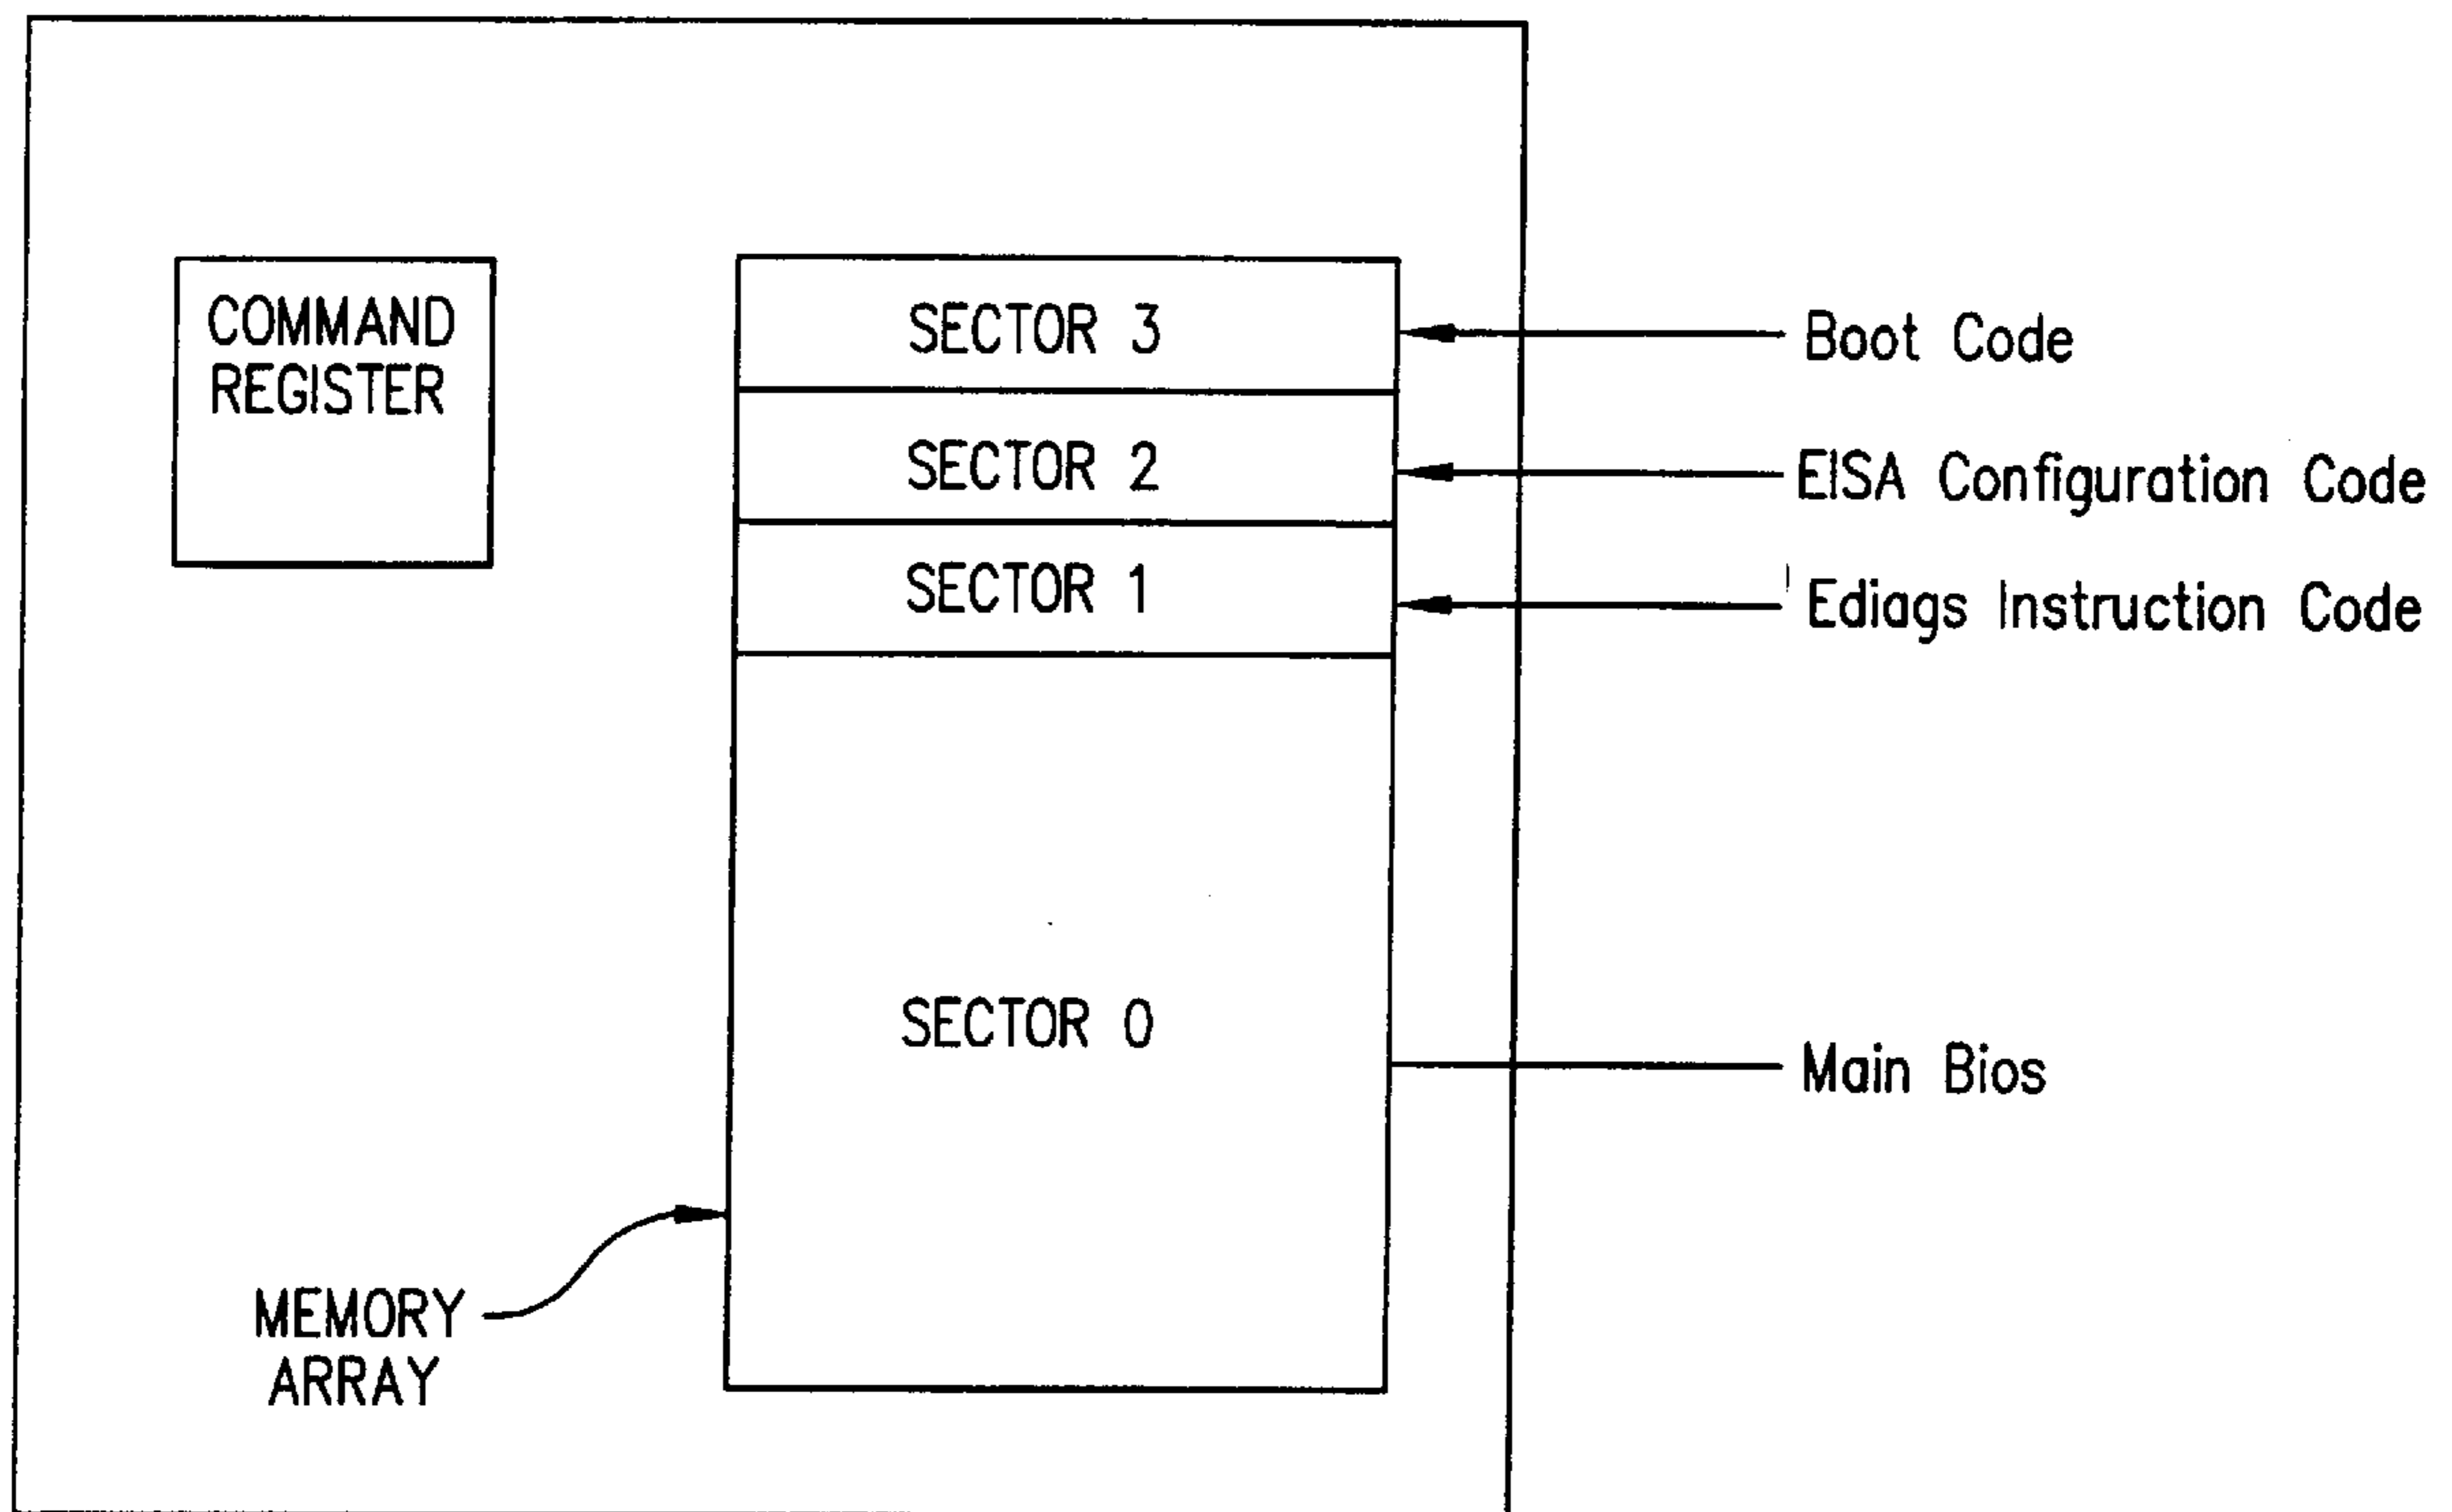 COMMAND
REGISTER
SECTOR 3
Boot Code
SECTOR 2
EISA Configuration Code
SECTOR 1
Ediags Instruction Code
SECTOR 0
Main Bios
MEMORY
ARRAY